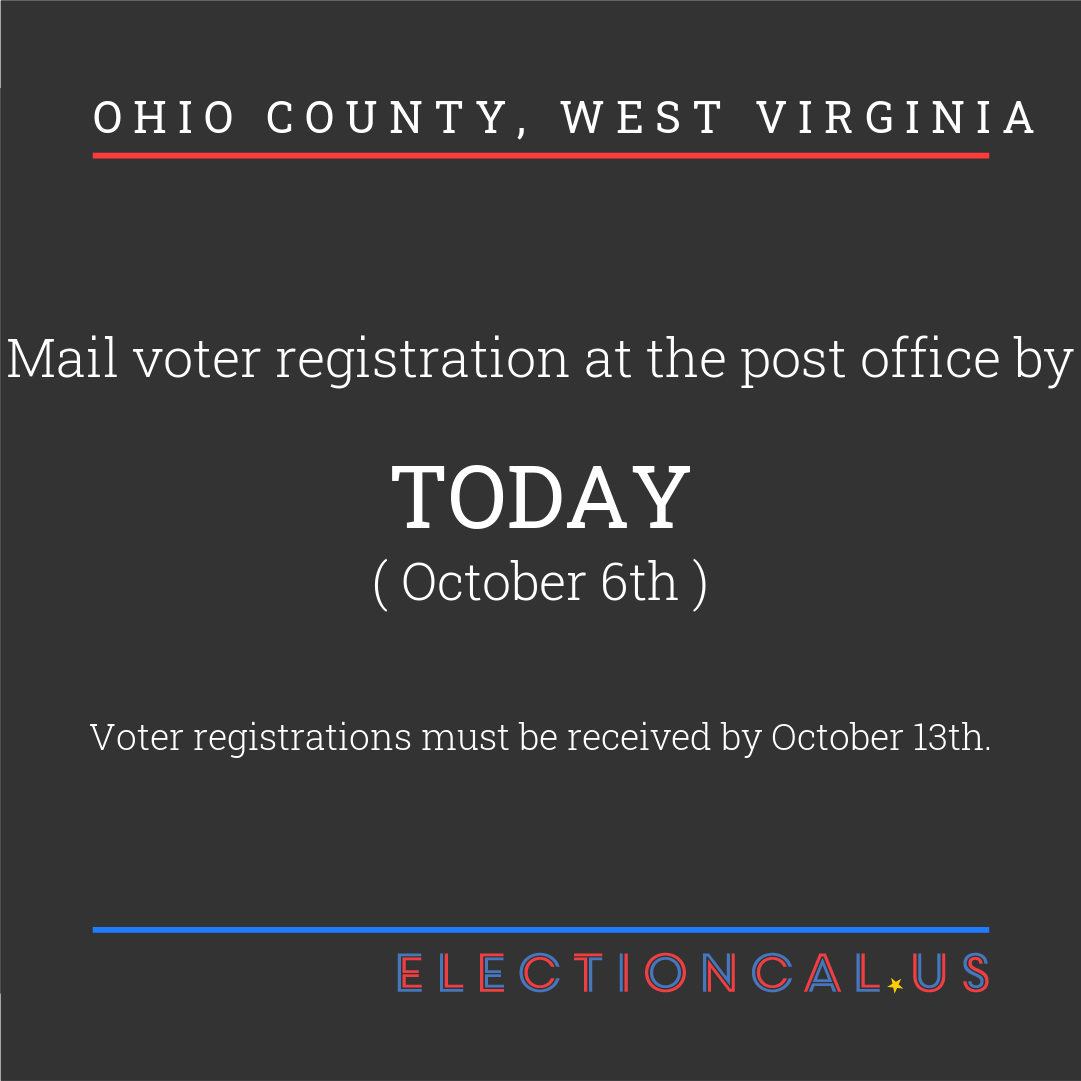 OHIO COUNTY, WEST VIRGINIA
Mail voter registration at the post office by
TODAY
( October 6th )
Voter registrations must be received by October 13th.
ELECTIONCAL.US